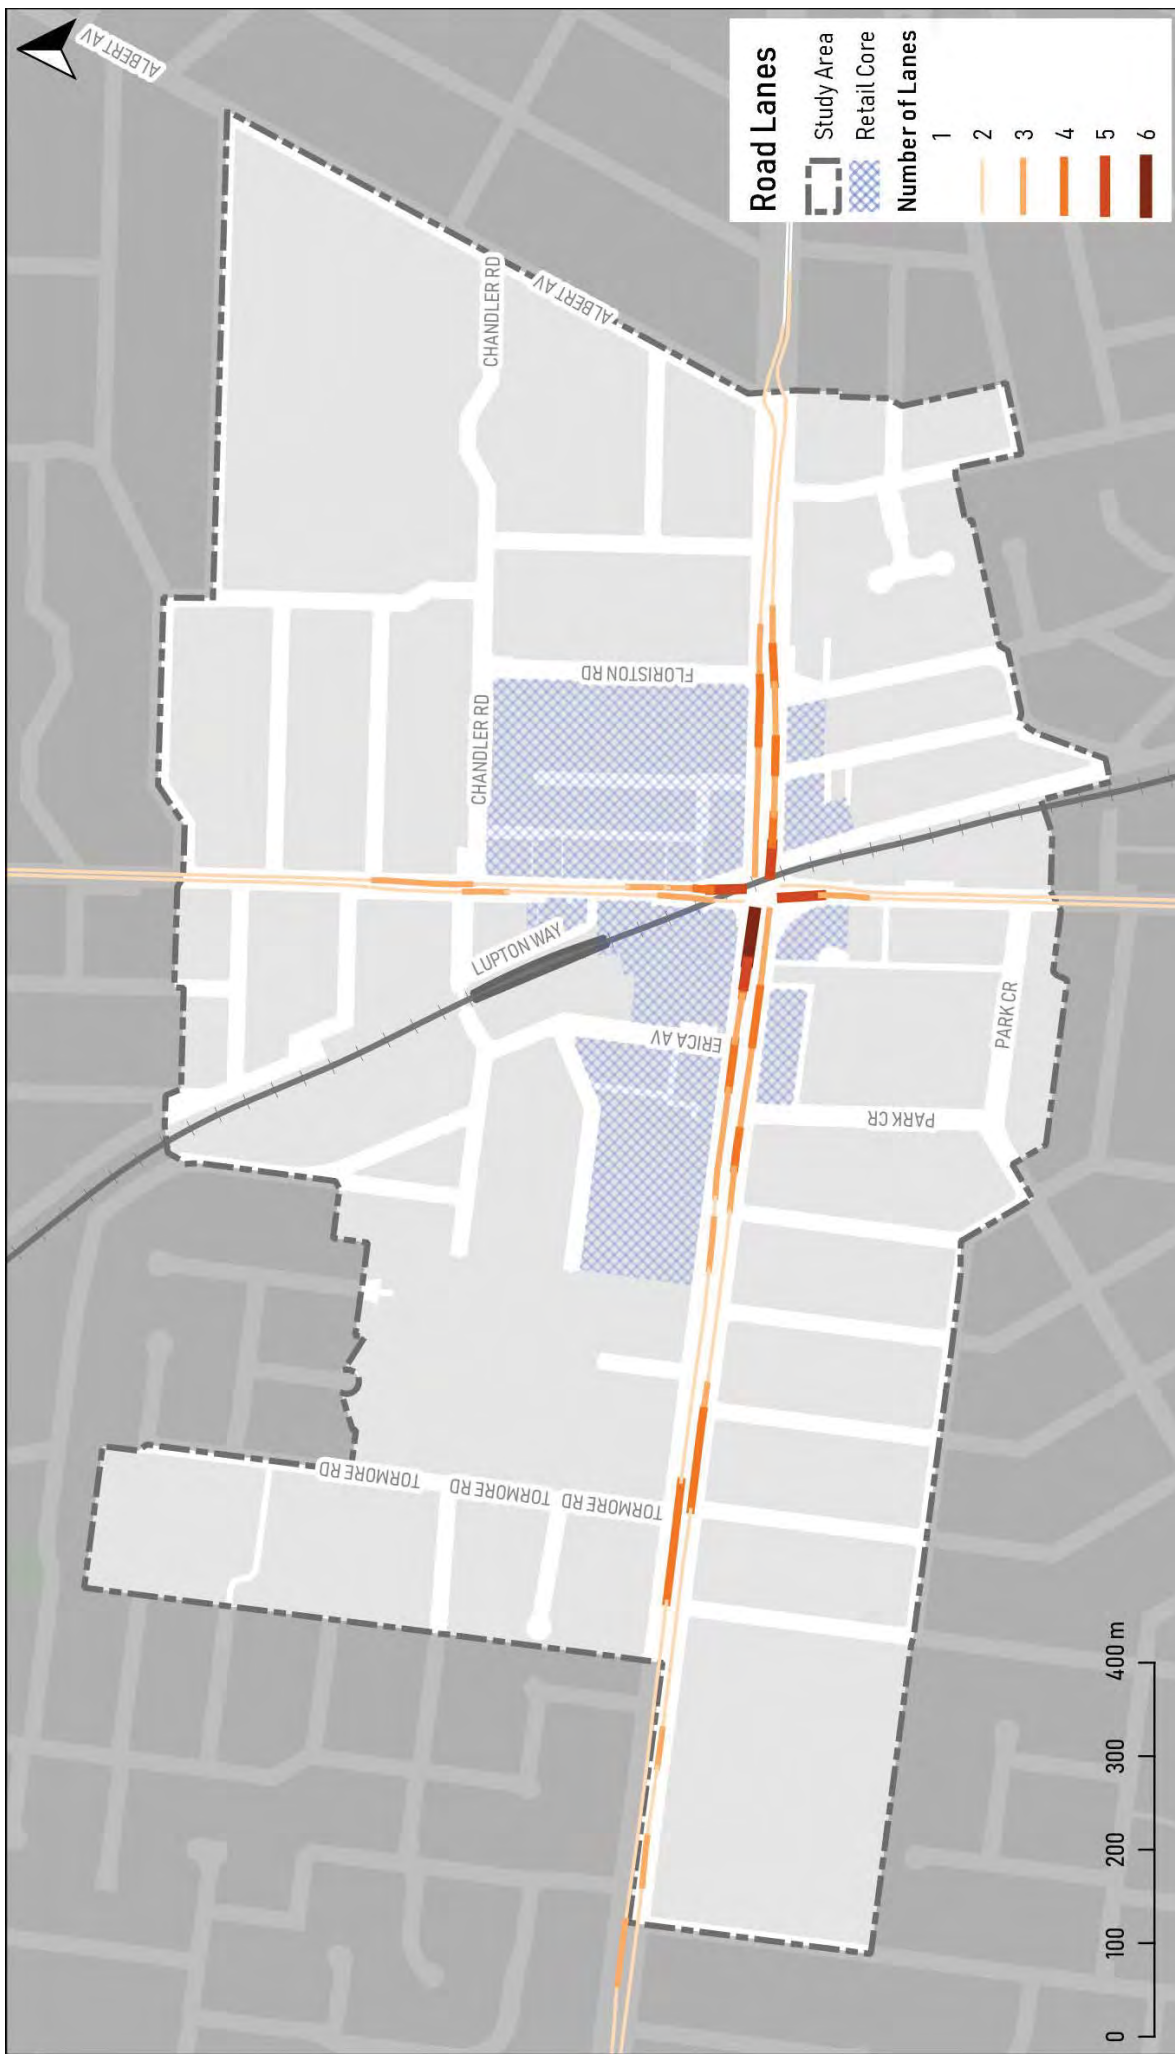 ALBERT AV
CHANDLER RD
ALBERT AV
FLORISTON RD
CHANDLER RD
LUPTON WAY
ERICA AV
PARK CR
PARK CR
TORMORE RD
TORMORE RD
TORMORE RD
Road Lanes
Study Area
Retail Core
Number of Lanes
1
2
3
4
5
6
0 100 200 300 400 m